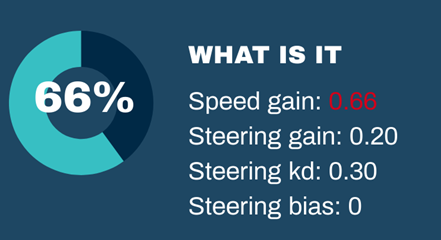 66%
WHAT IS IT
Speed gain: 0.66
Steering gain: 0.20
Steering kd: 0.30
Steering bias: 0